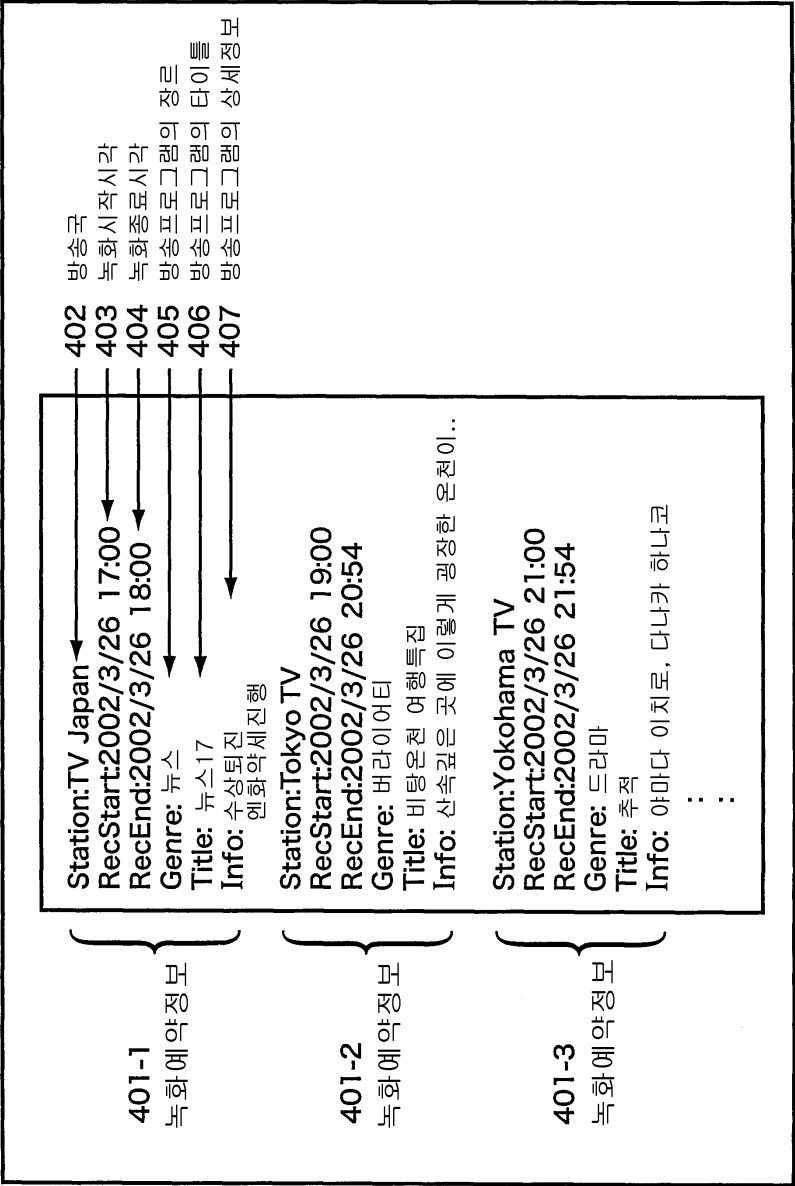 401-1
녹화예약정보
Station:TV Japan
RecStart:2002/3/26 17:00
RecEnd:2002/3/26 18:00
Genre: 뉴스
Title: 뉴스17
Info: 수상퇴진
엔화약세진행
402 방송국
403 녹화시작시각
404 녹화종료시각
405 방송프로그램의 장르
406 방송프로그램의 타이틀
407 방송프로그램의 상세정보
401-2
녹화예약정보
Station:Tokyo TV
RecStart:2002/3/26 19:00
RecEnd:2002/3/26 20:54
Genre: 버라이어티
Title: 비탕온천 여행특집
Info: 산속깊은 곳에 이렇게 굉장한 온천이..
401-3
녹화예약정보
Station:Yokohama TV
RecStart:2002/3/26 21:00
RecEnd:2002/3/26 21:54
Genre: 드라마
Title: 추적
Info: 야마다 이치로, 다나카 하나코
:
: